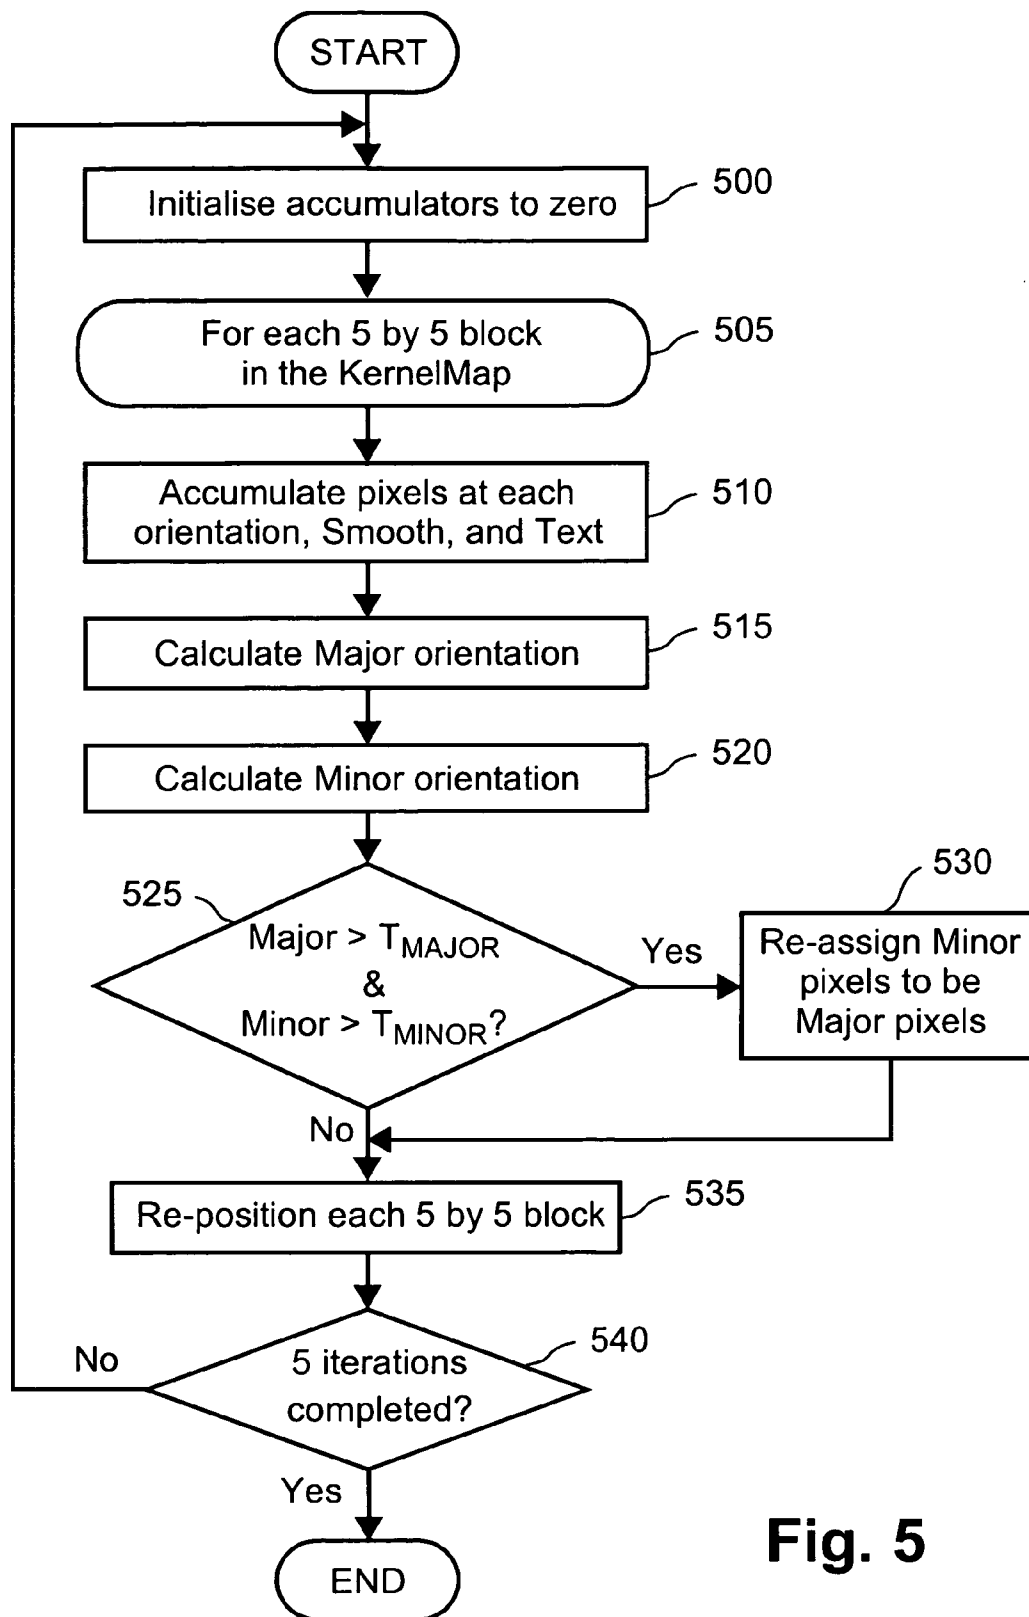 START
Initialise accumulators to zero
500
For each 5 by 5 block
in the KernelMap
505
Accumulate pixels at each
orientation, Smooth, and Text
510
Calculate Major orientation
515
Calculate Minor orientation
520
525
Major > TMAJOR
&
Minor > TMINOR?
Yes
530
Re-assign Minor
pixels to be
Major pixels
No
Re-position each 5 by 5 block
535
5 iterations
completed?
540
No
Yes
END
Fig. 5